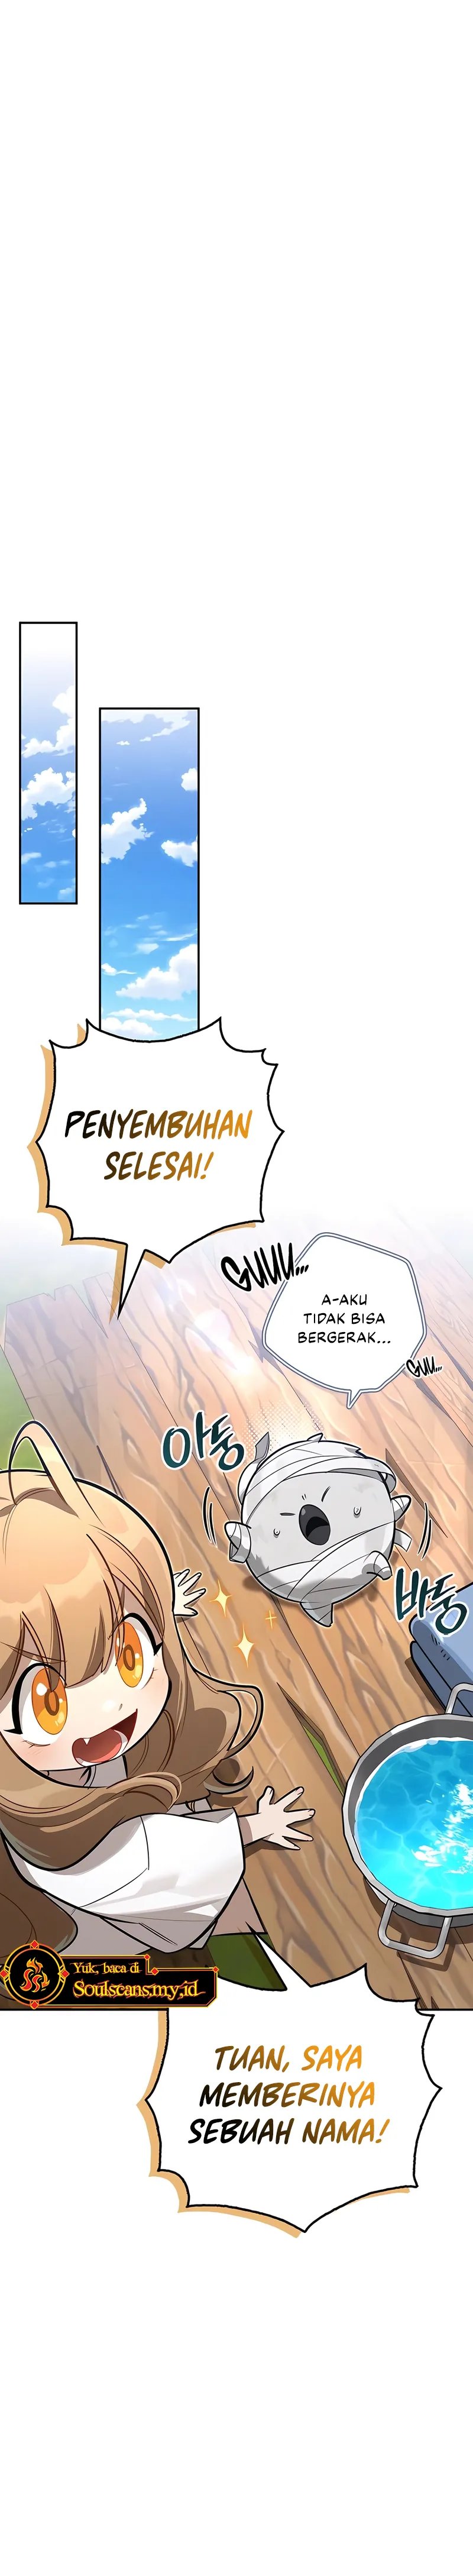 PENYEMBUHAN
SELESAI!
GUUU...
A-AKU
TIDAK BISA
BERGERAK...
GUU...
아둥
바둥
Yuk, baca di
Soulscans.my.id
TUAN, SAYA
MEMBERINYA
SEBUAH NAMA!